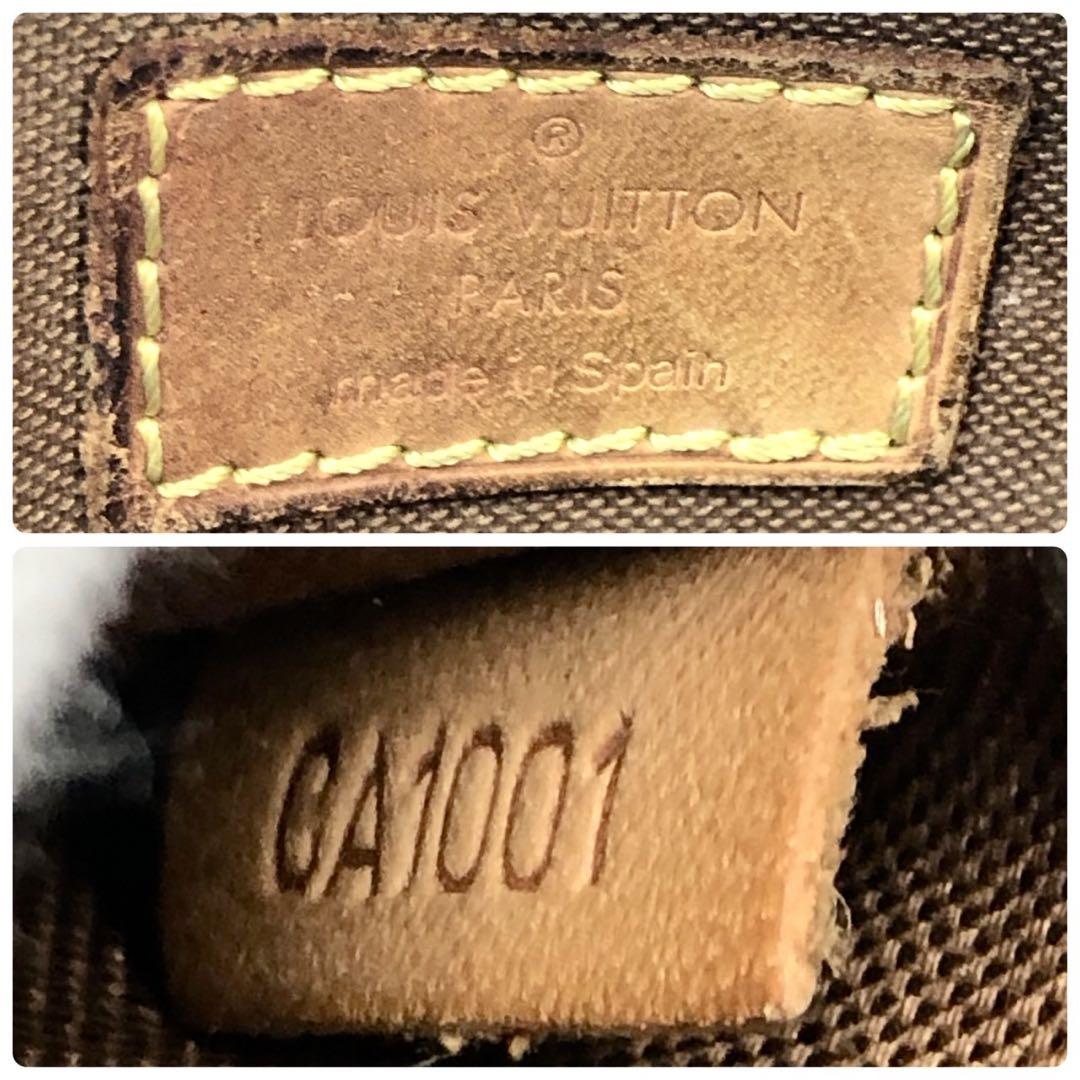 ®
LOUIS VUITTON
PARIS
made in Spain
CA1001